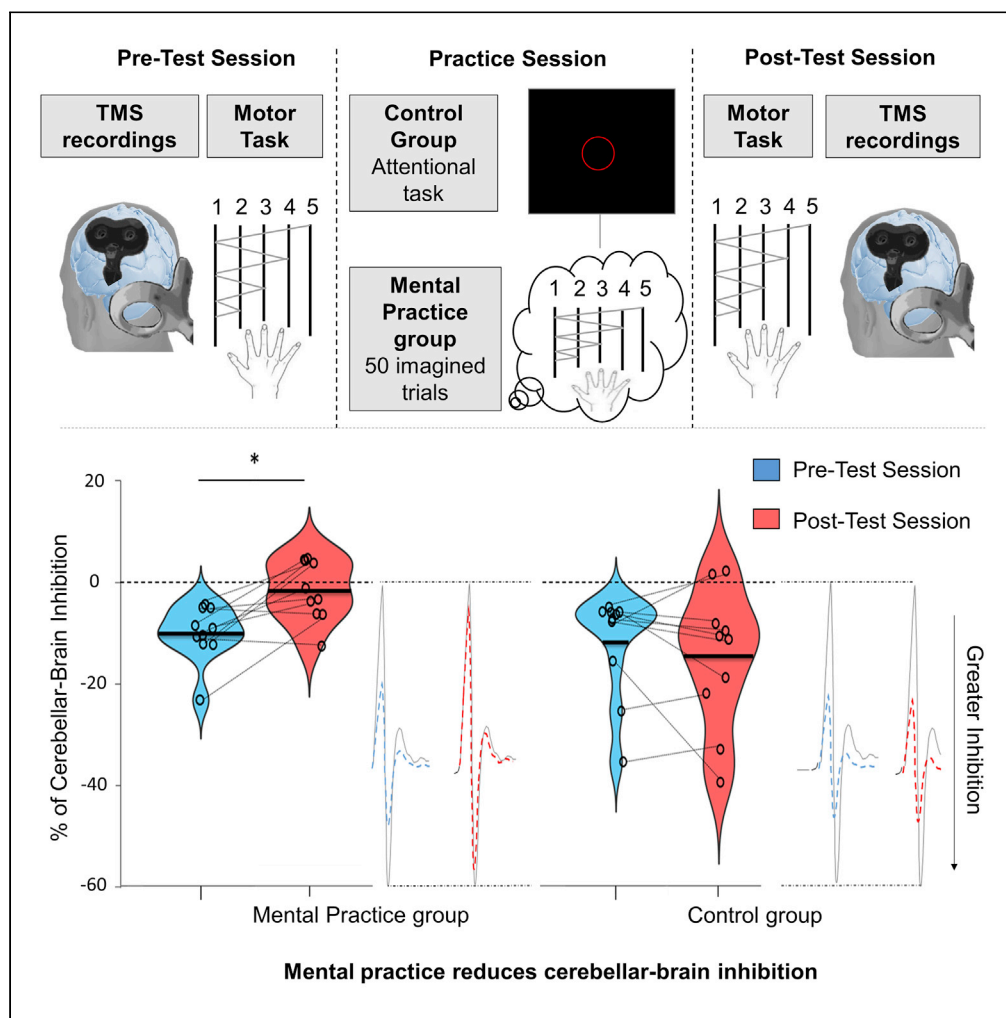 Pre-Test Session
Practice Session
Post-Test Session
TMS
recordings
Motor
Task
1 2 3 4 5
Control
Group
Attentional
task
Mental
Practice
group
50 imagined
trials
1 2 3 4 5
Motor
Task
TMS
recordings
1 2 3 4 5
% of Cerebellar-Brain Inhibition
20
0
-20
-40
-60
*
Pre-Test Session
Post-Test Session
Greater Inhibition
Mental Practice group
Control group
Mental practice reduces cerebellar-brain inhibition